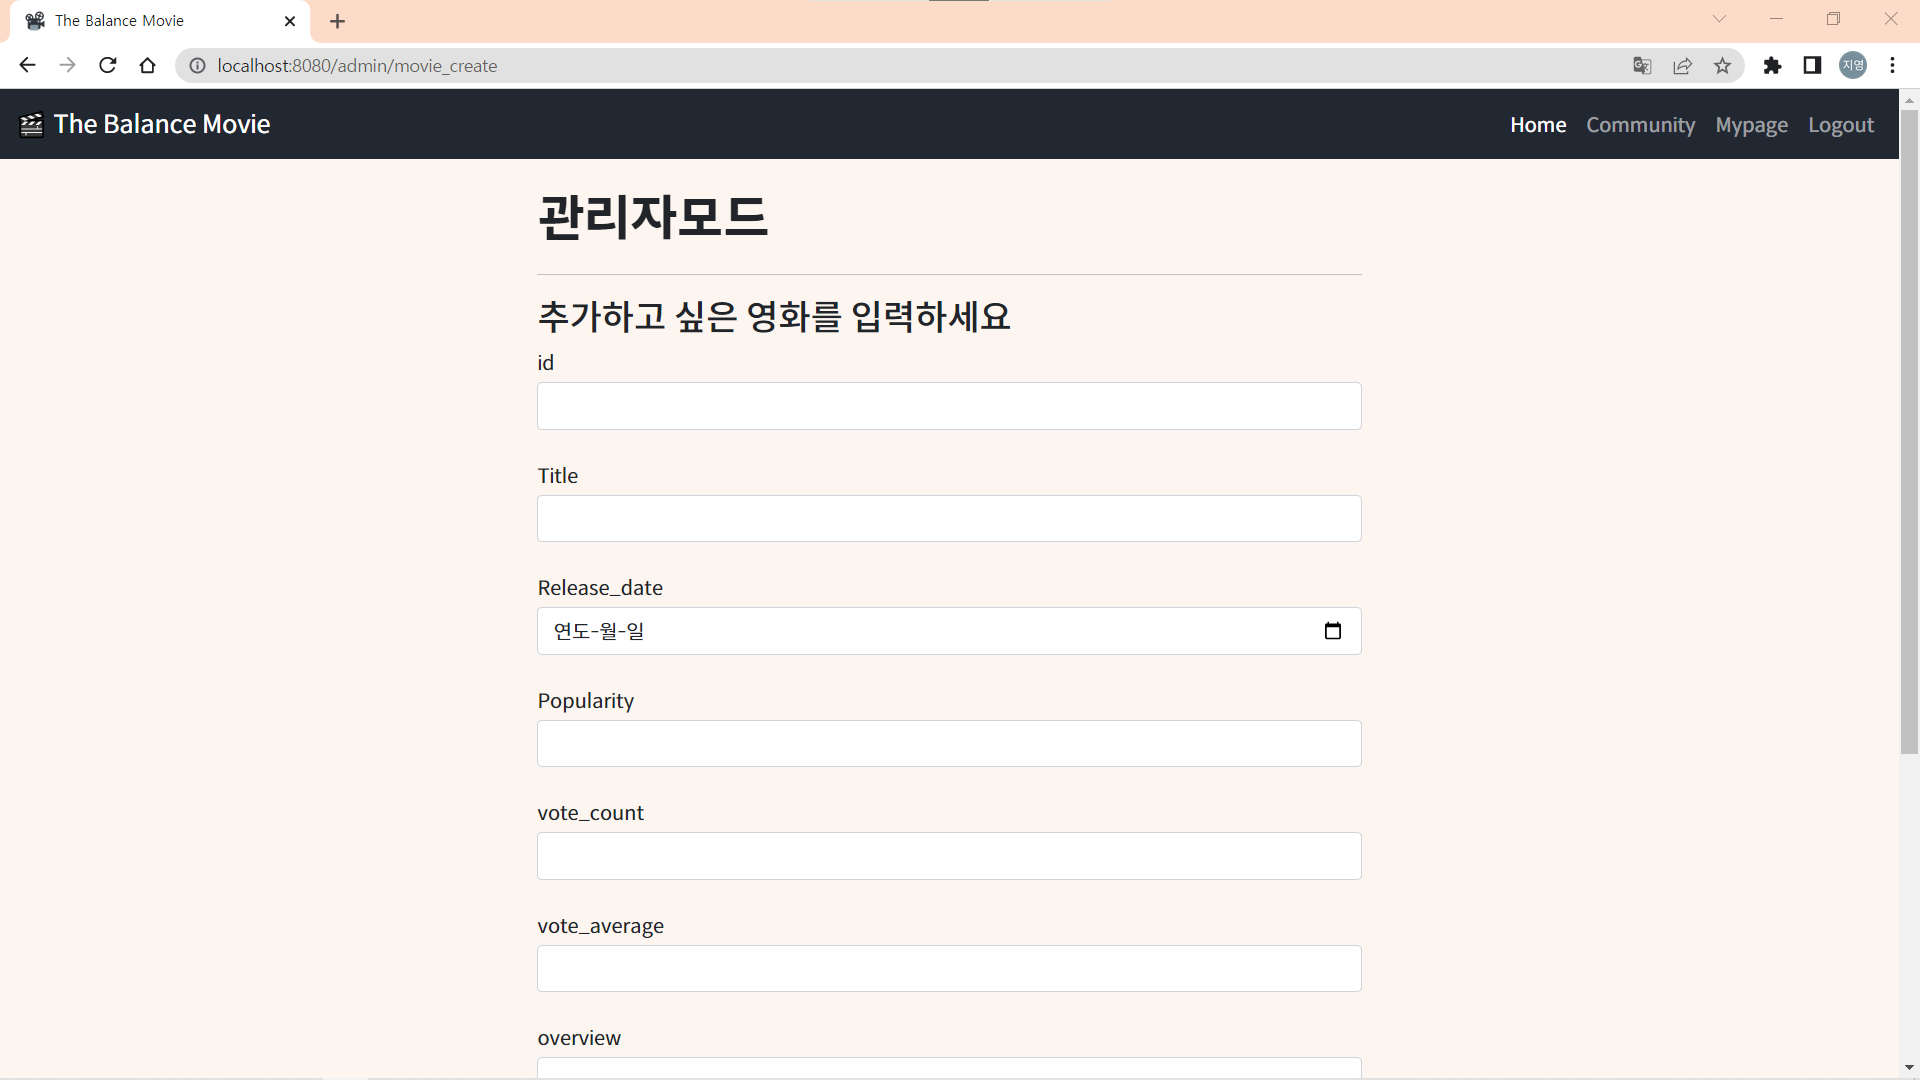 The Balance Movie
localhost:8080/admin/movie_create
지영
The Balance Movie
Home Community Mypage Logout
관리자모드
추가하고 싶은 영화를 입력하세요
id
Title
Release_date
연도-월-일
Popularity
vote_count
vote_average
overview